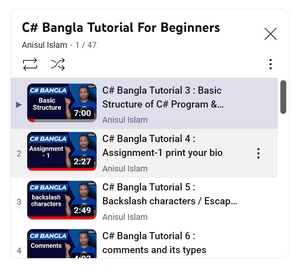 C# Bangla Tutorial For Beginners
Anisul Islam - 1 / 47
C# BANGLA
Basic
Structure
7:00
C# Bangla Tutorial 3 : Basic
Structure of C# Program &...
Anisul Islam
2
C# BANGLA
Assignment
- 1
2:27
C# Bangla Tutorial 4 :
Assignment-1 print your bio
Anisul Islam
3
C# BANGLA
backslash
characters
2:49
C# Bangla Tutorial 5 :
Backslash characters / Escap...
Anisul Islam
4
C# BANGLA
Comments
C# Bangla Tutorial 6 :
comments and its types